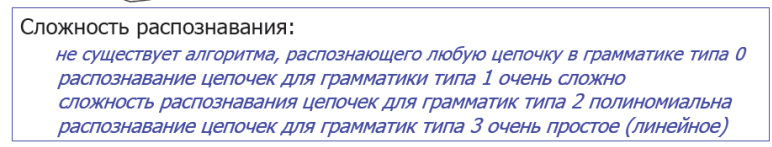 Сложность распознавания:
не существует алгоритма, распознающего любую цепочку в грамматике типа 0
распознавание цепочек для грамматики типа 1 очень сложно
сложность распознавания цепочек для грамматик типа 2 полиномиальна
распознавание цепочек для грамматик типа 3 очень простое (линейное)